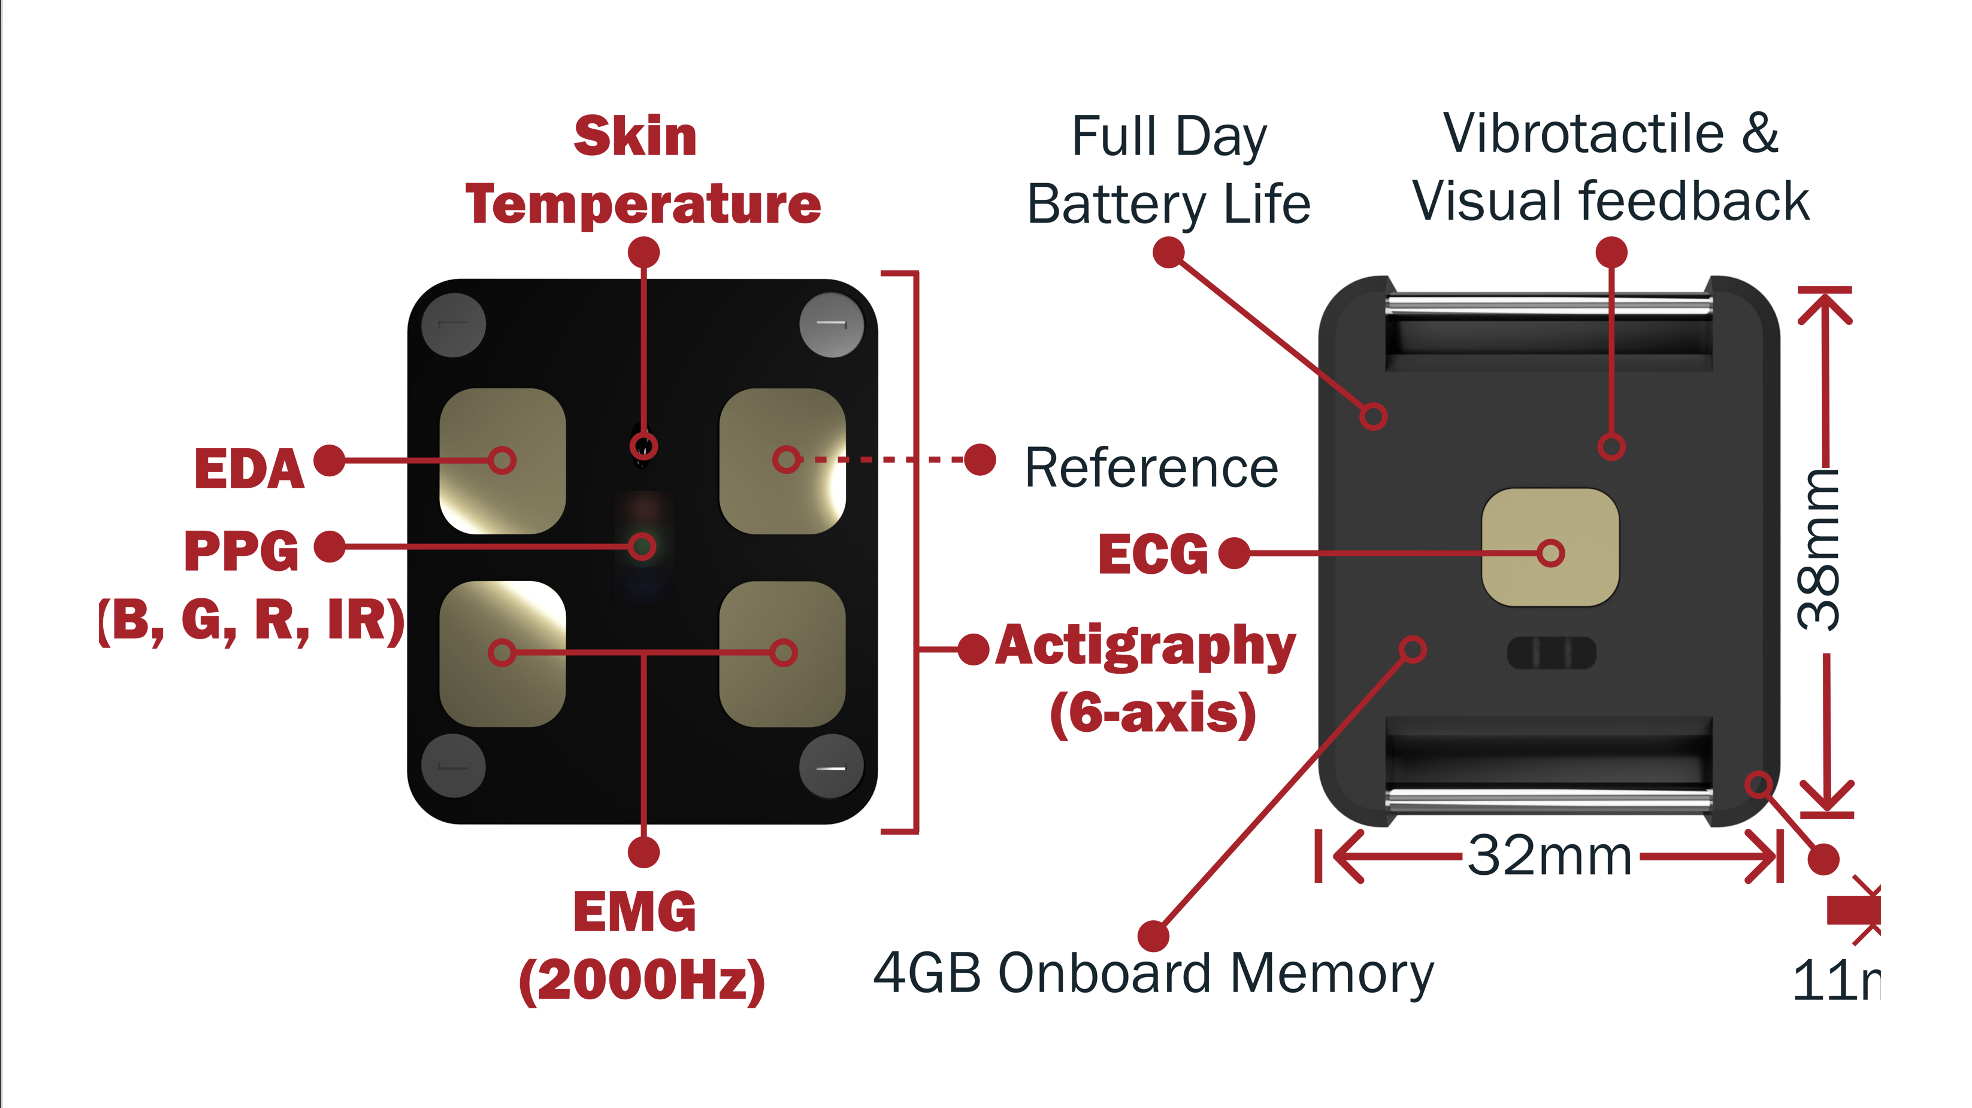 Skin
Temperature
Full Day
Battery Life
Vibrotactile &
Visual feedback
EDA
PPG
(B, G, R, IR)
Reference
ECG
Actigraphy
(6-axis)
38mm
32mm
EMG
(2000Hz)
4GB Onboard Memory